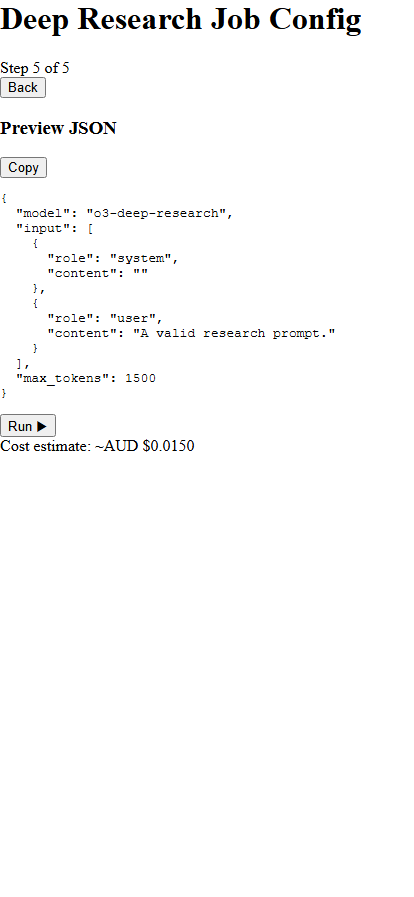 Deep Research Job Config
Step 5 of 5
Back
Preview JSON
Copy
{
  "model": "o3-deep-research",
  "input": [
    {
      "role": "system",
      "content": ""
    },
    {
      "role": "user",
      "content": "A valid research prompt."
    }
  ],
  "max_tokens": 1500
}
Run ▶
Cost estimate: ~AUD $0.0150